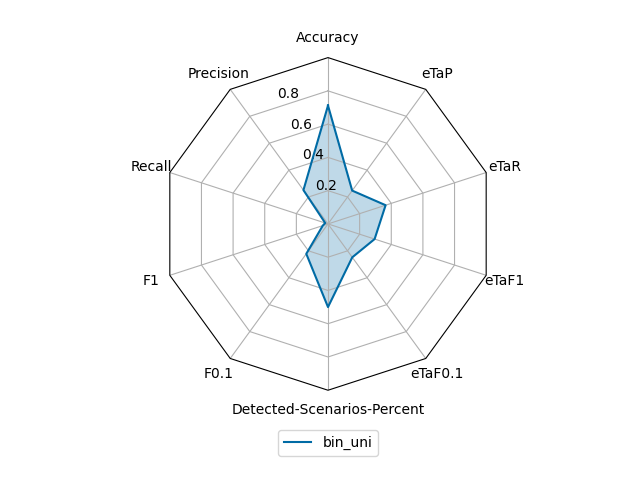 Accuracy
Precision
eTaP
0.8
0.6
0.4
0.2
Recall
eTaR
F1
eTaF1
F0.1
eTaF0.1
Detected-Scenarios-Percent
bin_uni